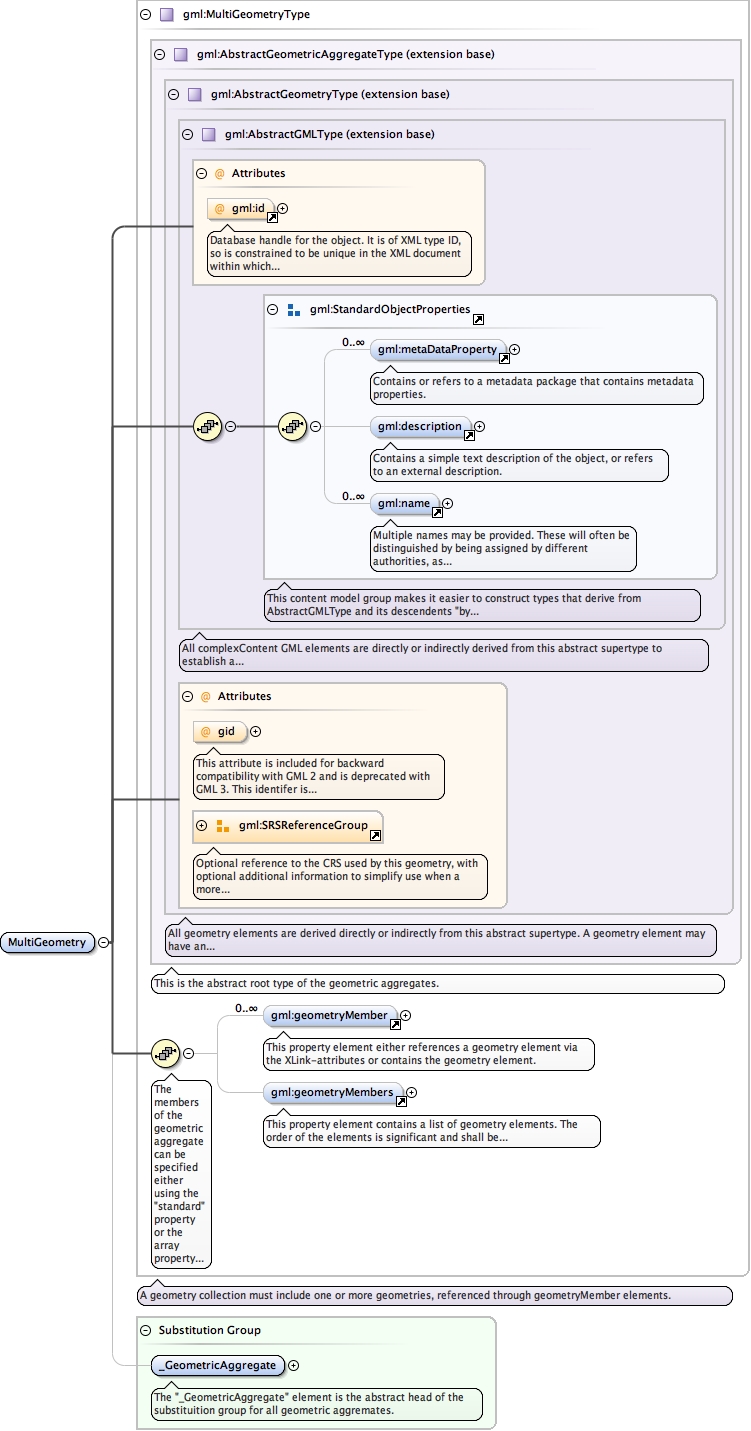 gml:MultiGeometryType
gml:AbstractGeometricAggregateType (extension base)
gml:AbstractGeometryType (extension base)
gml:AbstractGMLType (extension base)
@ Attributes
@ gml:id
Database handle for the object. It is of XML type ID,
so is constrained to be unique in the XML document
within which...
gml:StandardObjectProperties
0..∞
gml:metaDataProperty
Contains or refers to a metadata package that contains metadata
properties.
gml:description
Contains a simple text description of the object, or refers
to an external description.
0..∞
gml:name
Multiple names may be provided. These will often be
distinguished by being assigned by different
authorities, as...
This content model group makes it easier to construct types that derive from
AbstractGMLType and its descendents "by...
All complexContent GML elements are directly or indirectly derived from this abstract supertype to
establish a...
@ Attributes
@ gid
This attribute is included for backward
compatibility with GML 2 and is deprecated with
GML 3. This identifer is...
gml:SRSReferenceGroup
Optional reference to the CRS used by this geometry, with
optional additional information to simplify use when a
more...
All geometry elements are derived directly or indirectly from this abstract supertype. A geometry element may
have an...
MultiGeometry
This is the abstract root type of the geometric aggregates.
0..∞
gml:geometryMember
This property element either references a geometry element via
the XLink-attributes or contains the geometry element.
gml:geometryMembers
This property element contains a list of geometry elements. The
order of the elements is significant and shall be...
The
members
of the
geometric
aggregate
can be
specified
either
using the
"standard"
property
or the
array
property...
A geometry collection must include one or more geometries, referenced through geometryMember elements.
Substitution Group
_GeometricAggregate
The "_GeometricAggregate" element is the abstract head of the
substituition group for all geometric aggremates.